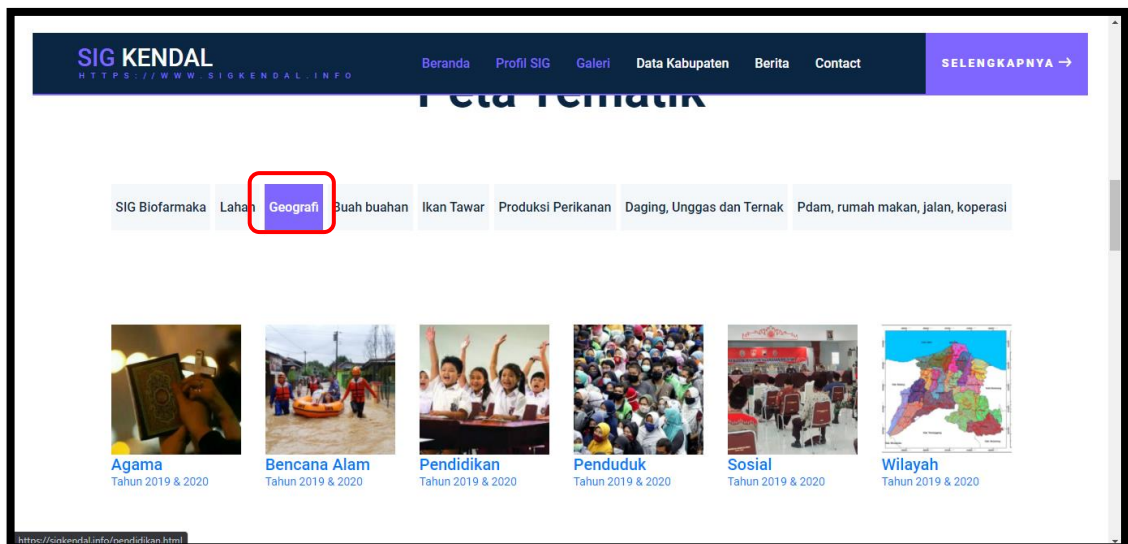 SIG KENDAL
HTTPS://WWW.SIGKENDAL.INFO
Beranda Profil SIG Galeri Data Kabupaten Berita Contact
SELENGKAPNYA →
Peta Tematik
SIG Biofarmaka Lahan Geografi Buah buahan Ikan Tawar Produksi Perikanan Daging, Unggas dan Ternak Pdam, rumah makan, jalan, koperasi
Agama
Tahun 2019 & 2020
Bencana Alam
Tahun 2019 & 2020
Pendidikan
Tahun 2019 & 2020
Penduduk
Tahun 2019 & 2020
Sosial
Tahun 2019 & 2020
Wilayah
Tahun 2019 & 2020
https://sigkendal.info/pendidikan.html